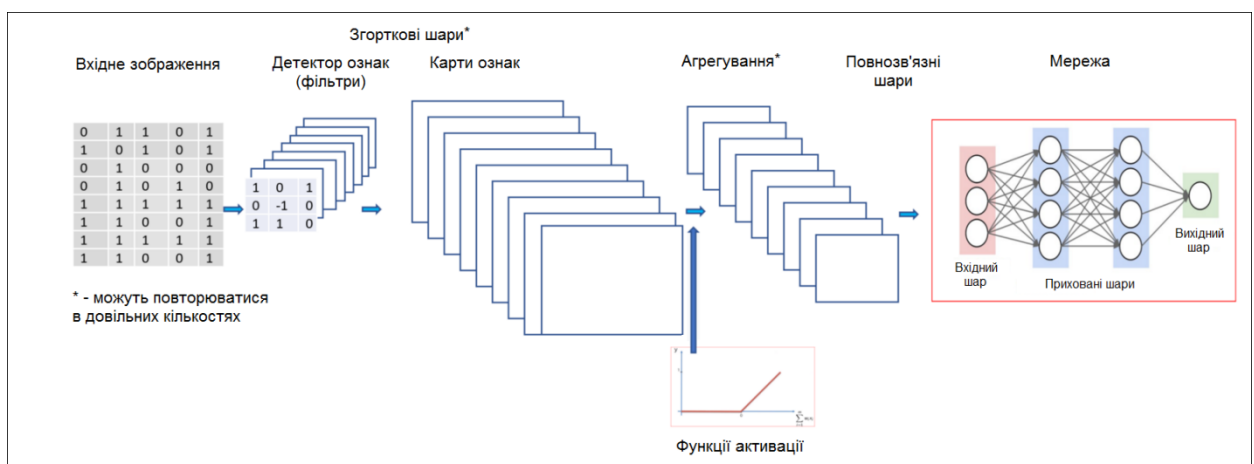 Згорткові шари*
Вхідне зображення
Детектор ознак
(фільтри)
Карти ознак
Агрегування*
Повнозв'язні
шари
Мережа
0 1 1 0 1
1 0 1 0 1
0 1 0 0 0
0 1 0 1 0
1 1 1 1 1
1 1 0 0 1
1 1 1 1 1
1 1 0 0 1
1 0 1
0 -1 0
1 1 0
Вхідний
шар
Приховані шари
Вихідний
шар
* - можуть повторюватися
в довільних кількостях
Функції активації